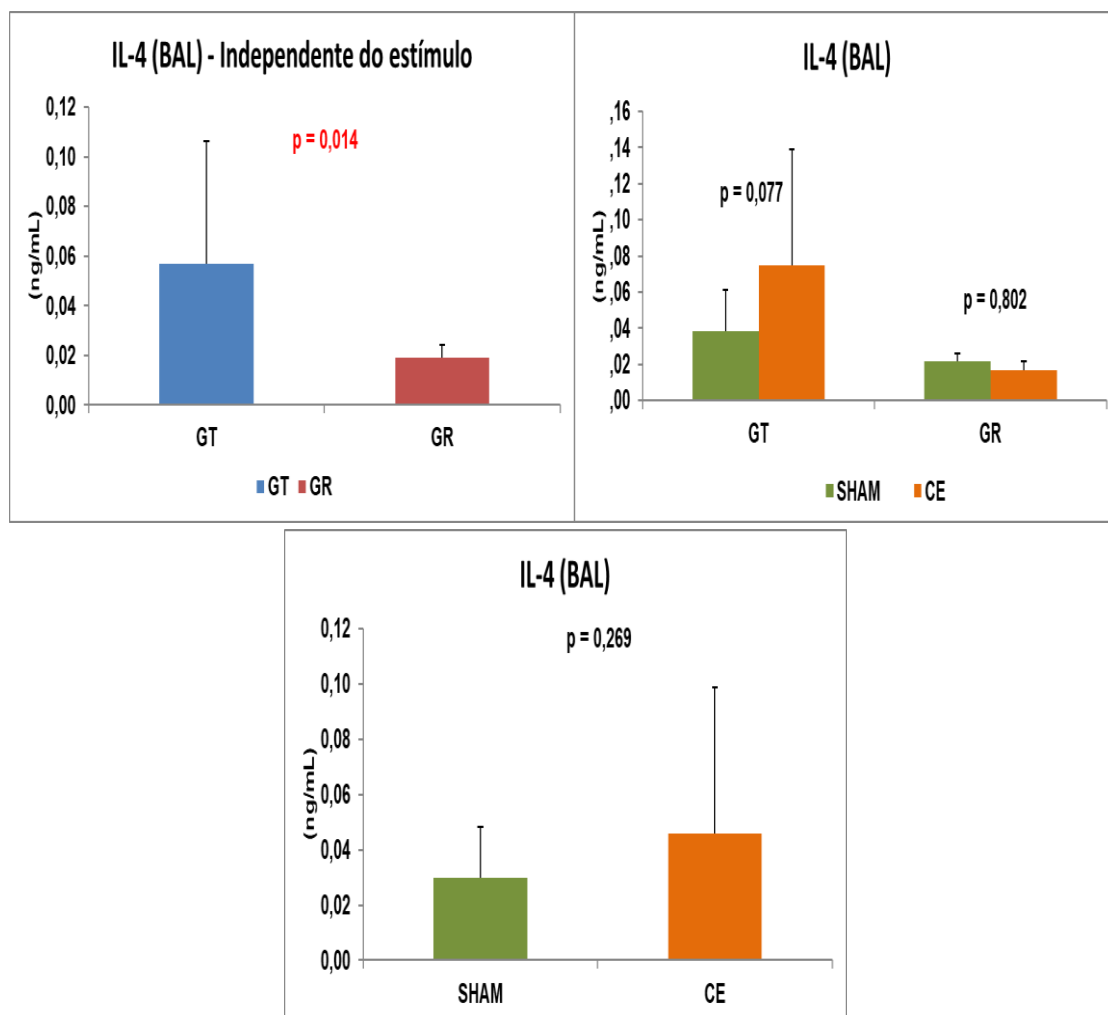 IL-4 (BAL) - Independente do estímulo
0,12
0,10
0,08
0,06
0,04
0,02
0,00
(ng/mL)
p = 0,014
GT
GR
GT GR
IL-4 (BAL)
,16
,14
,12
,10
,08
,06
,04
,02
,00
(ng/mL)
p = 0,077
p = 0,802
GT
GR
SHAM CE
IL-4 (BAL)
0,12
0,10
0,08
0,06
0,04
0,02
0,00
(ng/mL)
p = 0,269
SHAM
CE